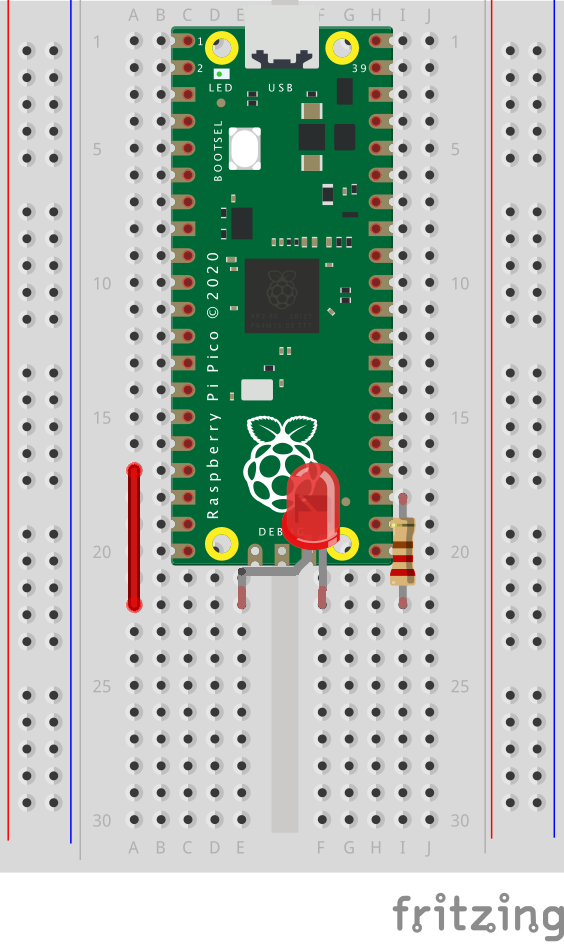 A B C D E F G H I J
1 1 1
2 39
LED USB
BOOTSEL
5 5
10 10
Raspberry Pi Pico ©2020
15 15
DEB
20 20
25 25
30 30
A B C D E F G H I J
fritzing